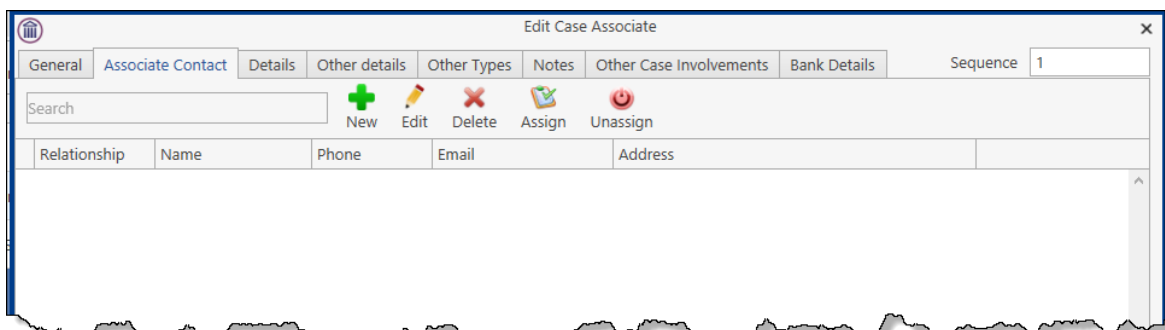 Edit Case Associate
General Associate Contact Details Other details Other Types Notes Other Case Involvements Bank Details Sequence 1
Search New Edit Delete Assign Unassign
Relationship Name Phone Email Address